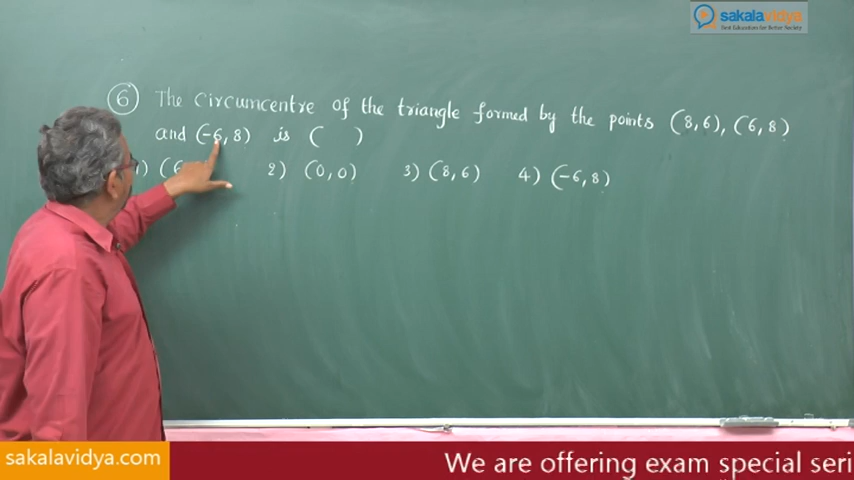 sakalavidya
Best Education for Better Society
6 The circumcentre of the triangle formed by the points (8,6), (6,8)
and (-6,8) is ( )
1) (6 2) (0,0) 3) (8,6) 4) (-6,8)
sakalavidya.com
We are offering exam special seri